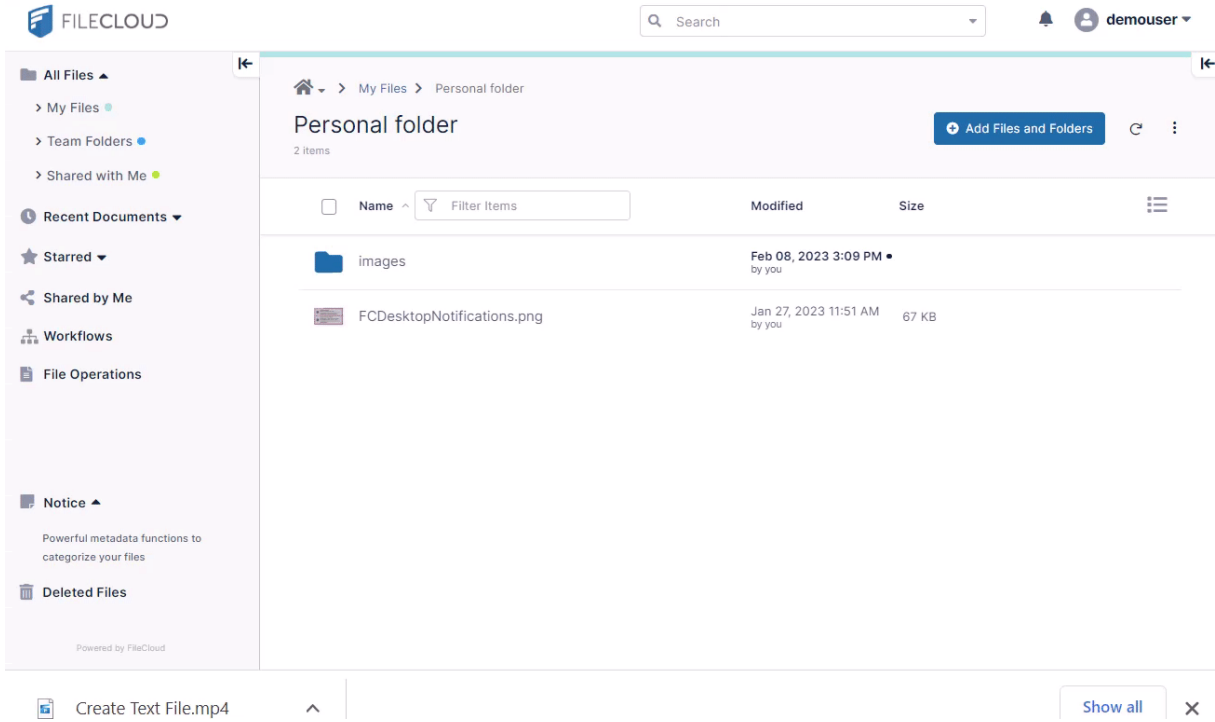 FILECLOUD
Search
demouser
All Files
My Files
Team Folders
Shared with Me
Recent Documents
Starred
Shared by Me
Workflows
File Operations
Notice
Powerful metadata functions to
categorize your files
Deleted Files
Powered by FileCloud
My Files
Personal folder
Personal folder
2 items
Add Files and Folders
Name
Filter Items
Modified
Size
images
Feb 08, 2023 3:09 PM
by you
FCDesktopNotifications.png
Jan 27, 2023 11:51 AM
by you
67 KB
Create Text File.mp4
Show all